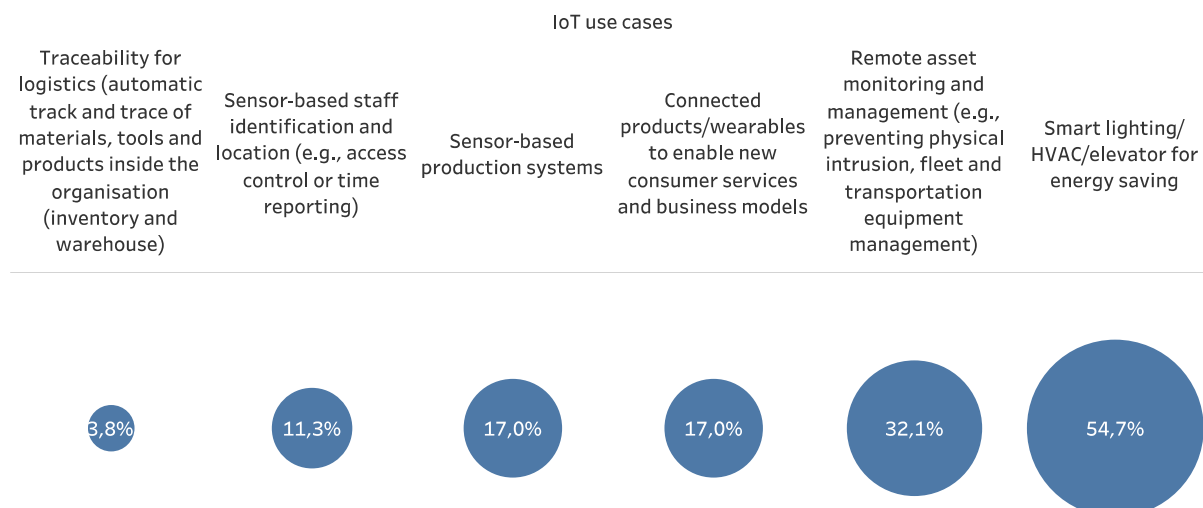 IoT use cases
Traceability for
logistics (automatic
track and trace of
materials, tools and
products inside the
organisation
(inventory and
warehouse)
Sensor-based staff
identification and
location (e.g., access
control or time
reporting)
Sensor-based
production systems
Connected
products/wearables
to enable new
consumer services
and business models
Remote asset
monitoring and
management (e.g.,
preventing physical
intrusion, fleet and
transportation
equipment
management)
Smart lighting/
HVAC/elevator for
energy saving
3,8%
11,3%
17,0%
17,0%
32,1%
54,7%